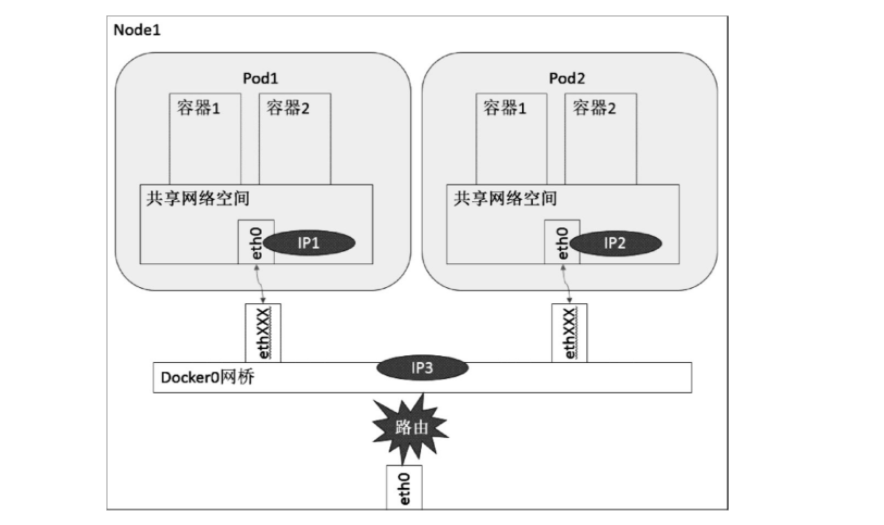 Node1
Pod1
Pod2
容器1
容器2
容器1
容器2
共享网络空间
共享网络空间
eth0
IP1
eth0
IP2
ethXXX
ethXXX
IP3
Docker0网桥
路由
eth0